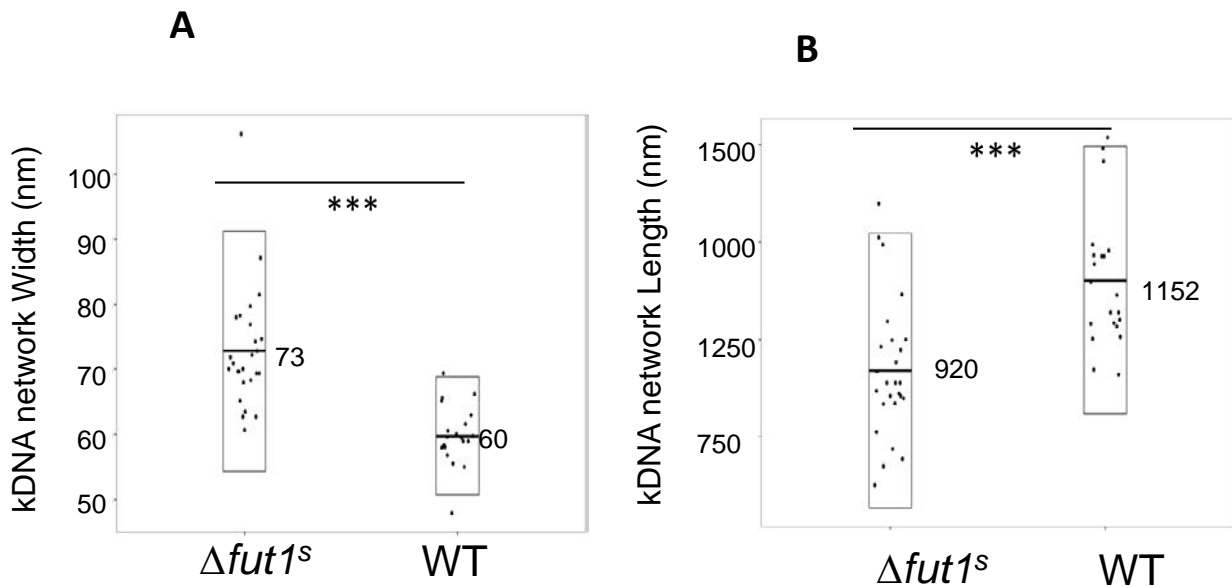 A
kDNA network Width (nm)
100
90
80
70
60
50
***
73
60
Δfut1ˢ WT
B
kDNA network Length (nm)
1500
1000
1250
750
***
920
1152
Δfut1ˢ WT